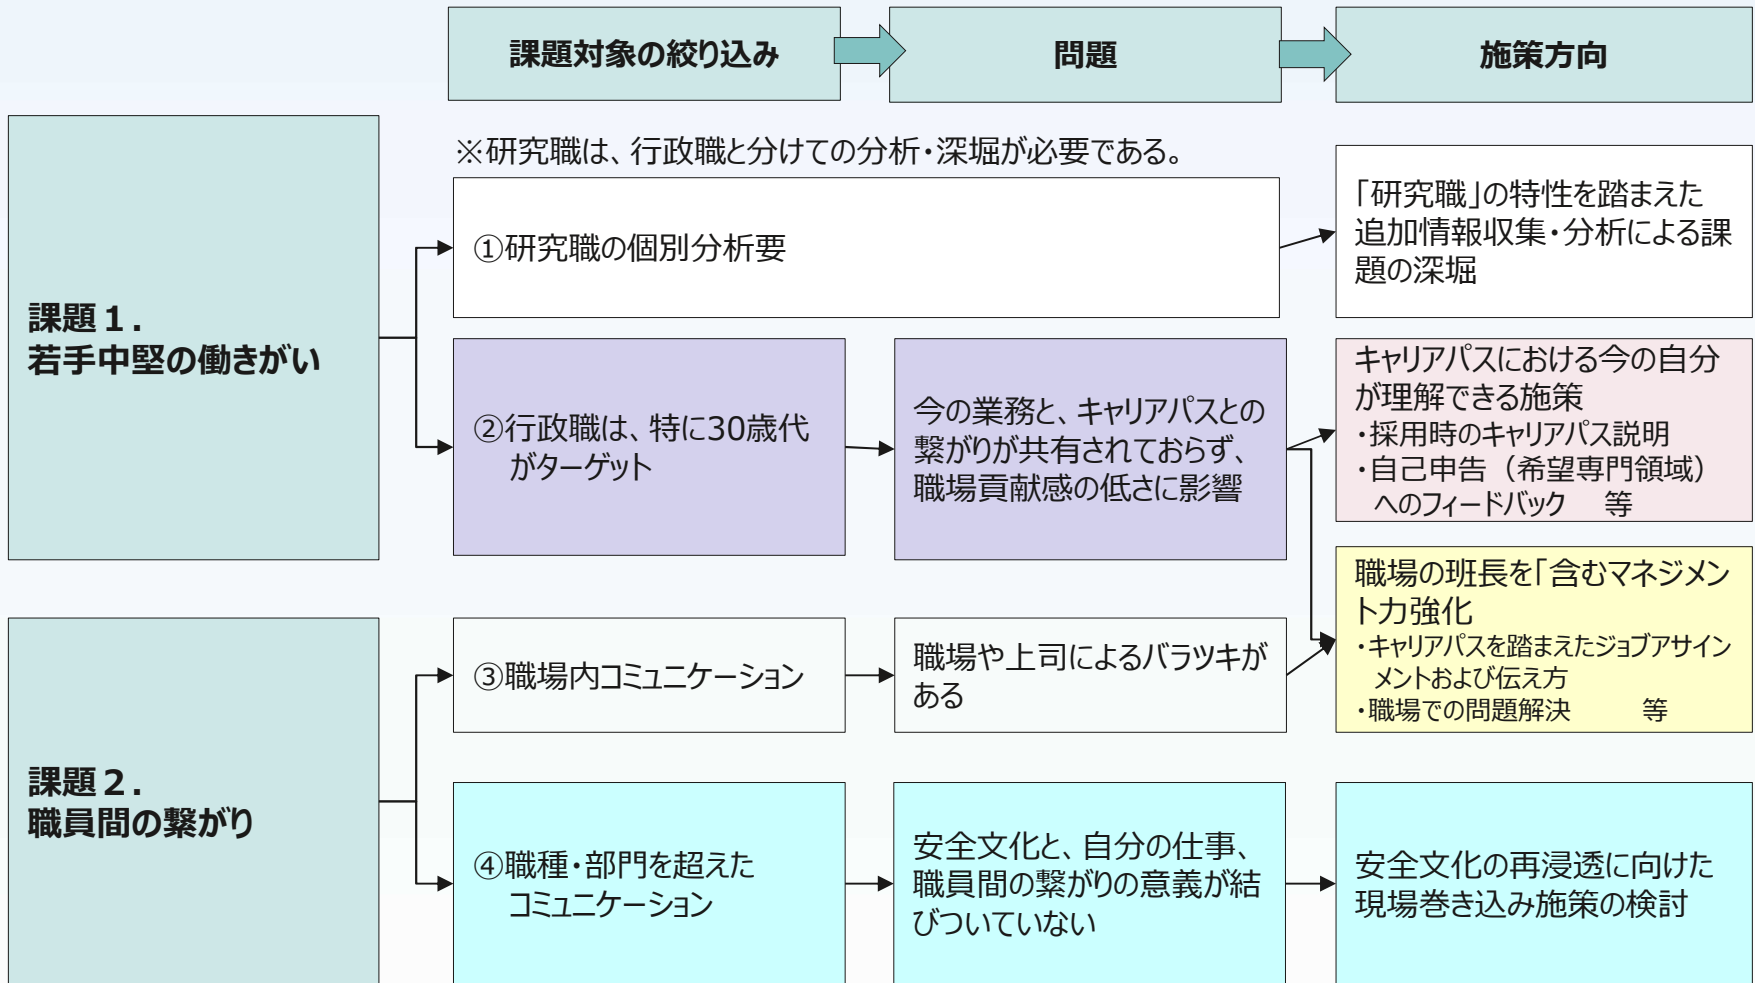 課題対象の絞り込み
問題
施策方向
※研究職は、行政職と分けての分析・深堀が必要である。
課題１．
若手中堅の働きがい
①研究職の個別分析要
「研究職」の特性を踏まえた
追加情報収集・分析による課
題の深堀
②行政職は、特に30歳代
がターゲット
今の業務と、キャリアパスとの
繋がりが共有されておらず、
職場貢献感の低さに影響
キャリアパスにおける今の自分
が理解できる施策
・採用時のキャリアパス説明
・自己申告（希望専門領域）
へのフィードバック　等
課題２．
職員間の繋がり
③職場内コミュニケーション
職場や上司によるバラツキが
ある
職場の班長を「含むマネジメン
ト力強化
・キャリアパスを踏まえたジョブアサイン
メントおよび伝え方
・職場での問題解決　　等
④職種・部門を超えた
コミュニケーション
安全文化と、自分の仕事、
職員間の繋がりの意義が結
びついていない
安全文化の再浸透に向けた
現場巻き込み施策の検討